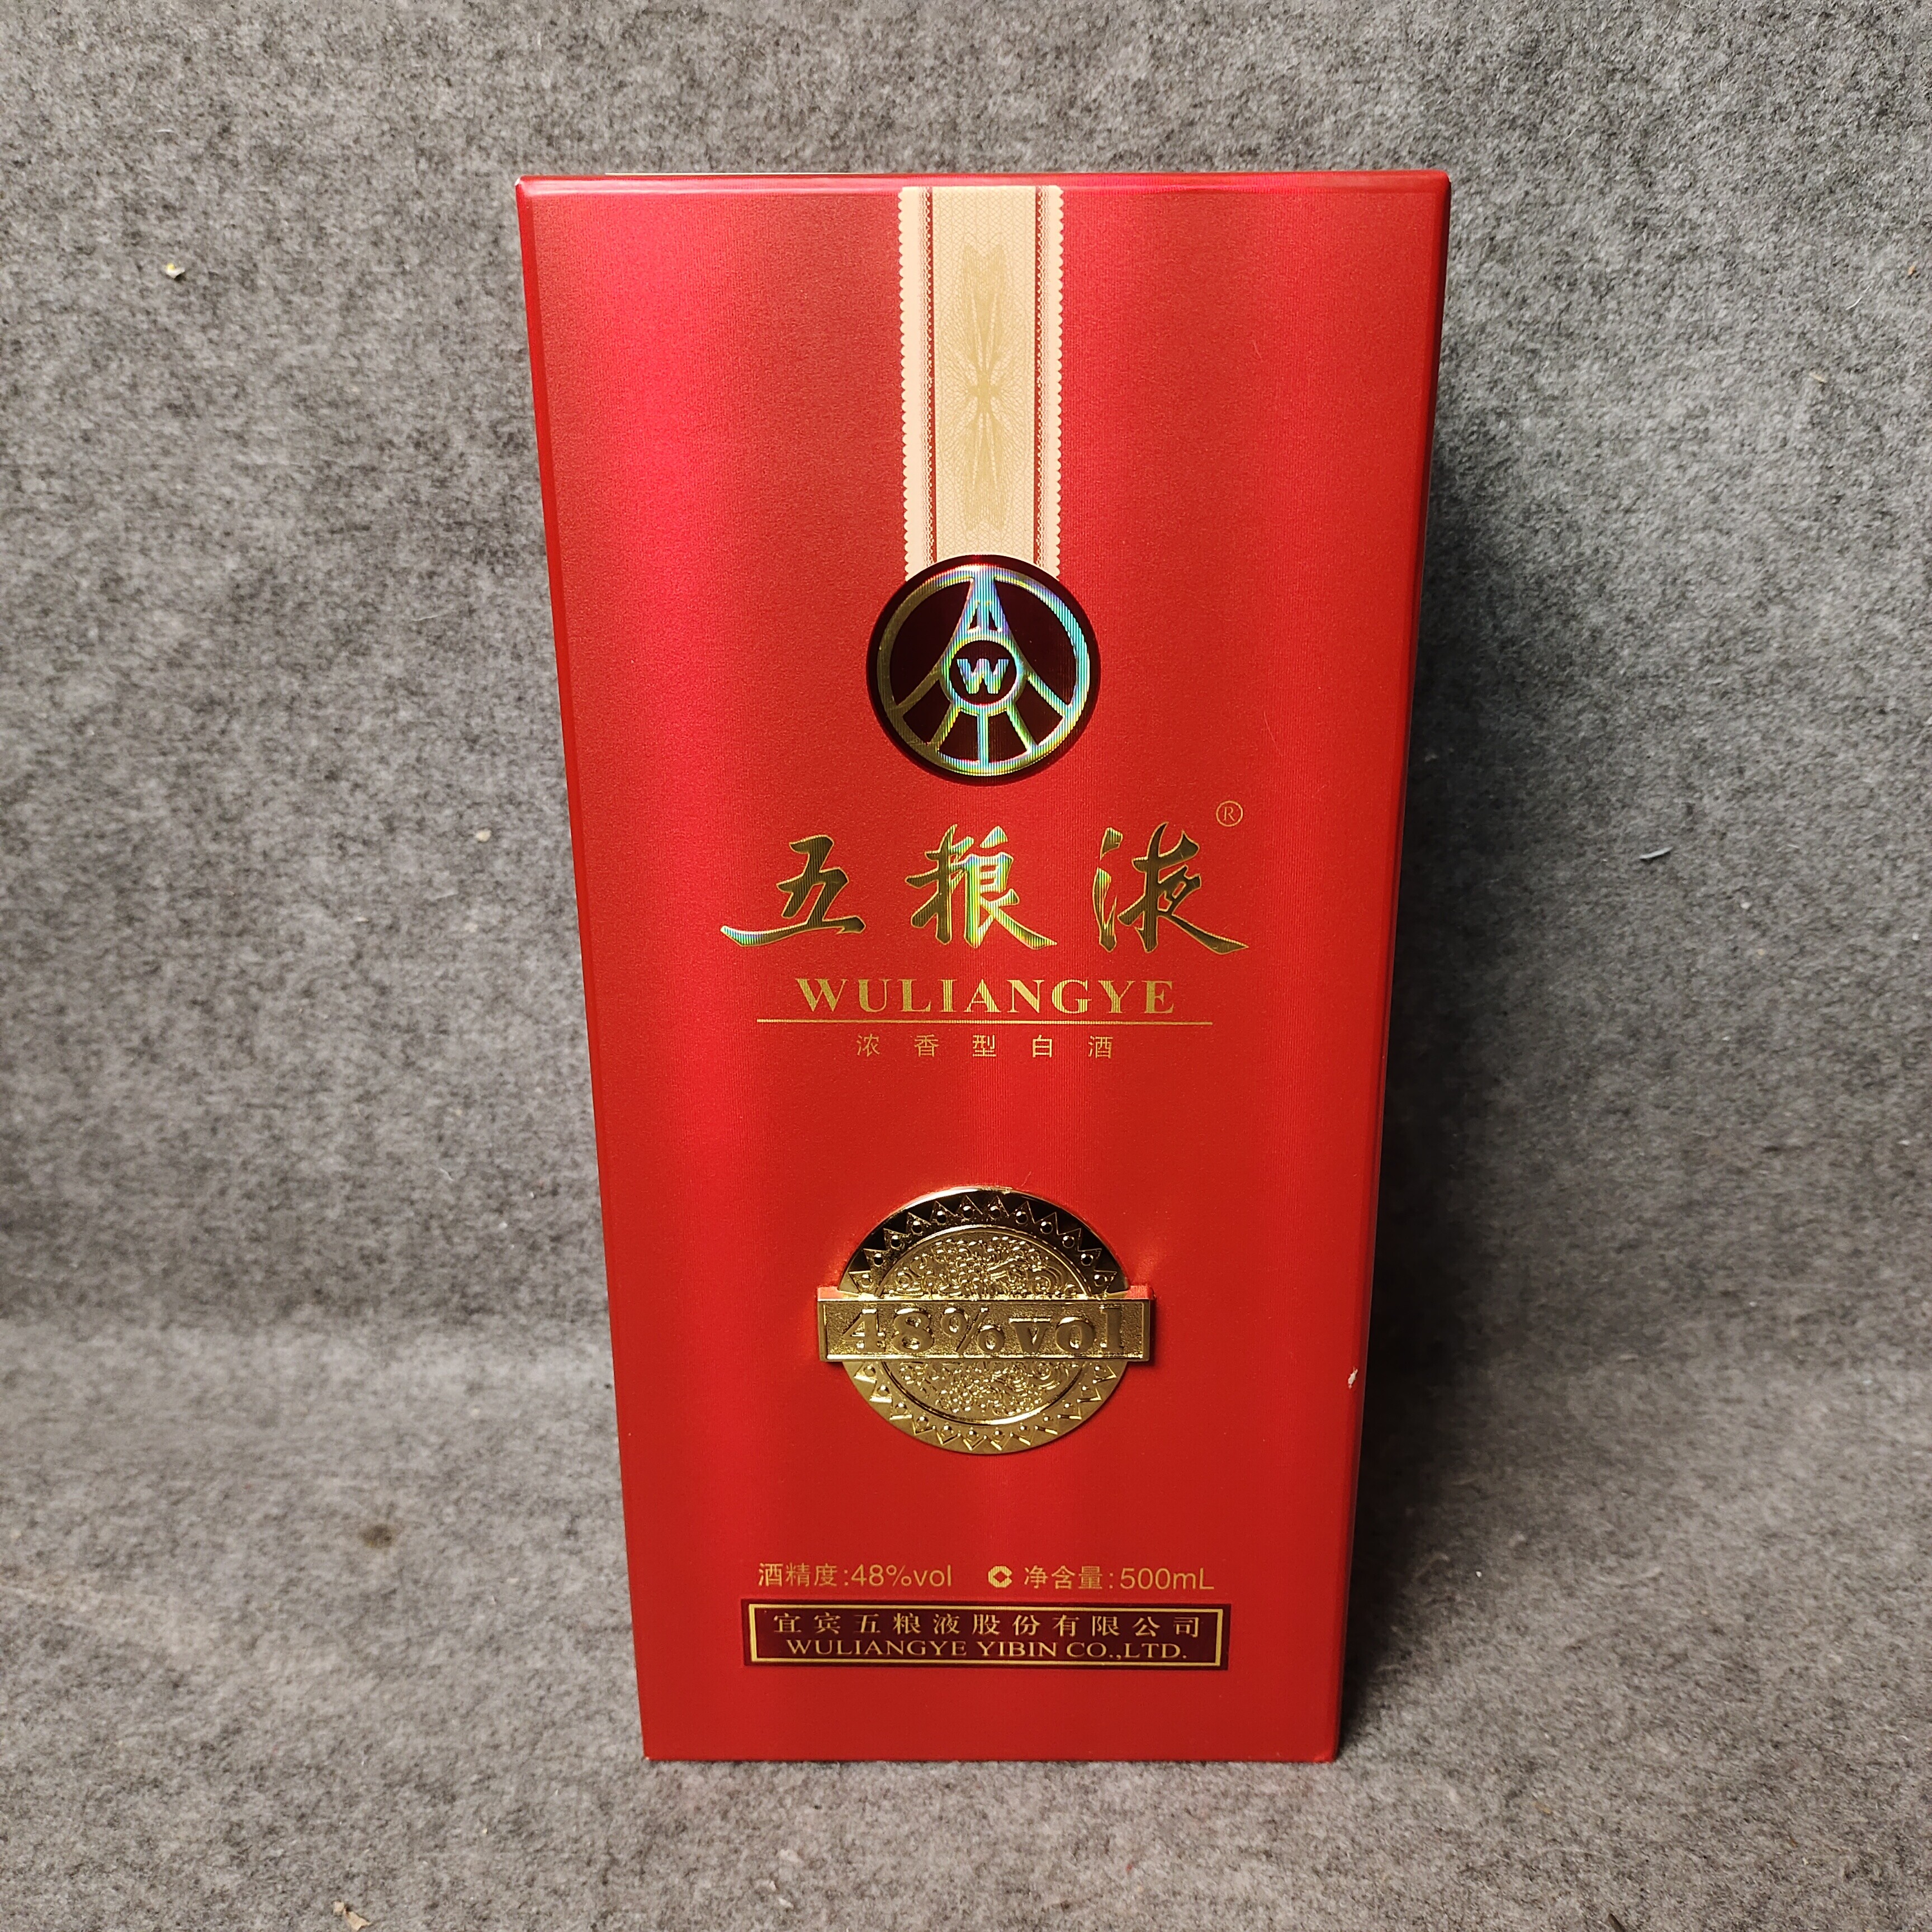 W
五粮液®
WULIANGYE
浓香型白酒
48%vol
酒精度:48%vol 净含量:500mL
宜宾五粮液股份有限公司
WULIANGYE YIBIN CO.,LTD.